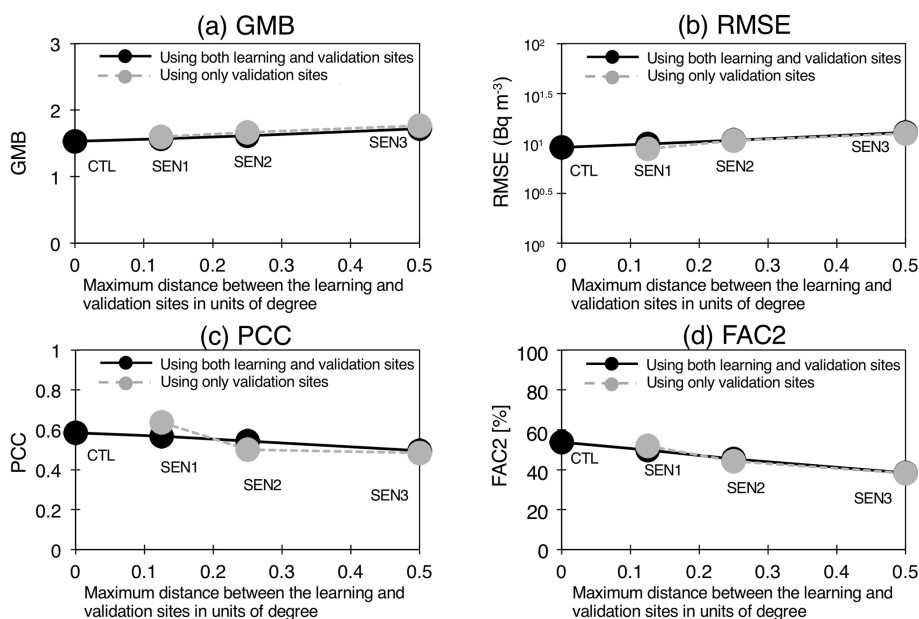 (a) GMB
3
2
1
0
GMB
Using both learning and validation sites
Using only validation sites
CTL
SEN1
SEN2
SEN3
0 0.1 0.2 0.3 0.4 0.5
Maximum distance between the learning and
validation sites in units of degree
(b) RMSE
10²
10¹·⁵
10¹
10⁰·⁵
10⁰
RMSE (Bq m⁻³)
Using both learning and validation sites
Using only validation sites
CTL
SEN1
SEN2
SEN3
0 0.1 0.2 0.3 0.4 0.5
Maximum distance between the learning and
validation sites in units of degree
(c) PCC
1
0.8
0.6
0.4
0.2
0
PCC
Using both learning and validation sites
Using only validation sites
CTL
SEN1
SEN2
SEN3
0 0.1 0.2 0.3 0.4 0.5
Maximum distance between the learning and
validation sites in units of degree
(d) FAC2
100
80
60
40
20
0
FAC2 [%]
Using both learning and validation sites
Using only validation sites
CTL
SEN1
SEN2
SEN3
0 0.1 0.2 0.3 0.4 0.5
Maximum distance between the learning and
validation sites in units of degree